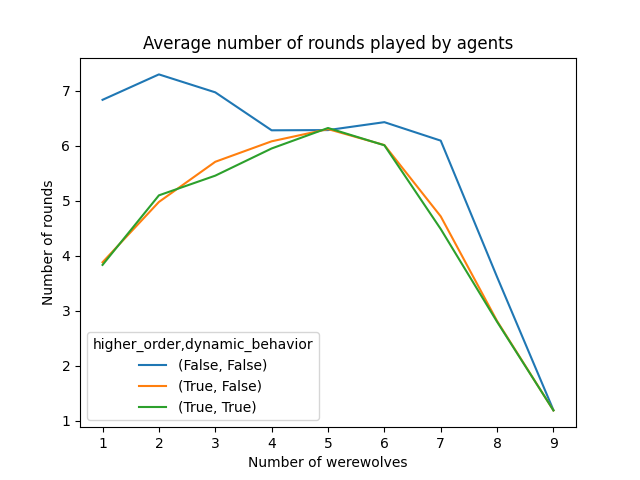 Average number of rounds played by agents
Number of rounds
7
6
5
4
3
2
1
higher_order,dynamic_behavior
(False, False)
(True, False)
(True, True)
1 2 3 4 5 6 7 8 9
Number of werewolves